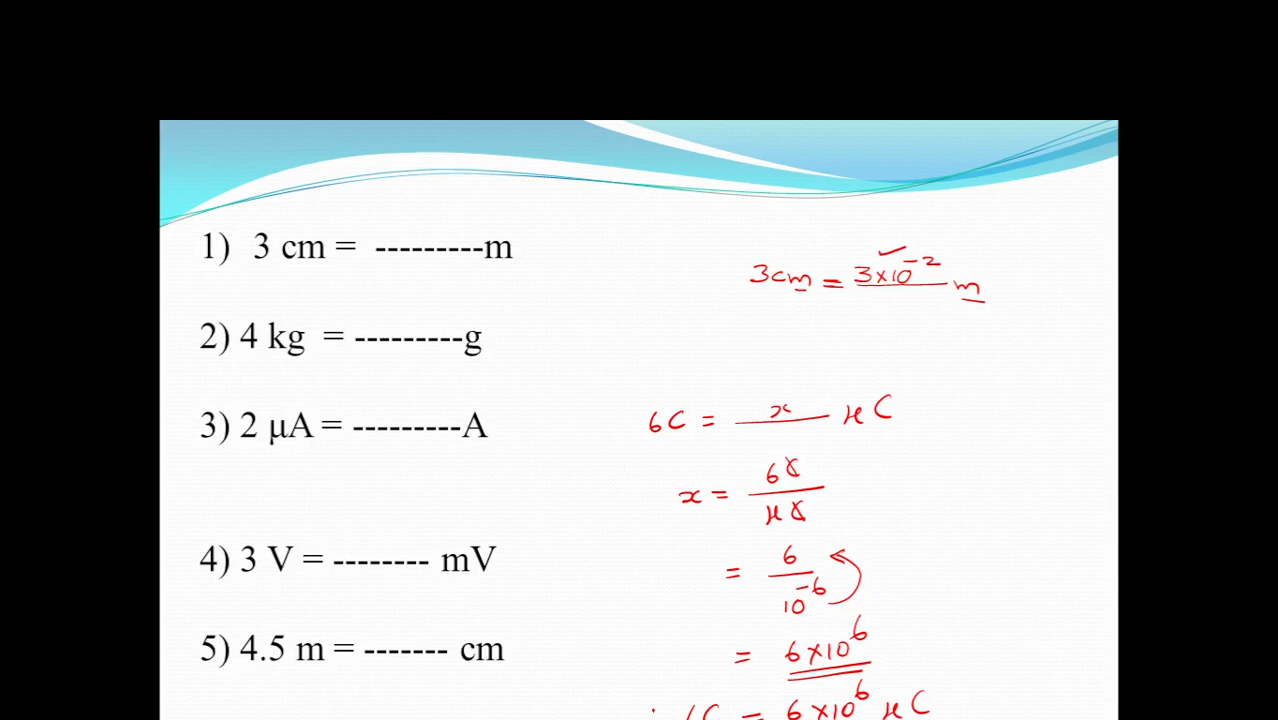 1) 3 cm = ---------m
2) 4 kg = ---------g
3) 2 μA = ---------A
4) 3 V = -------- mV
5) 4.5 m = ------- cm
3cm = 3×10⁻² m
6C = x μC
x = 6C / μC
= 6 / 10⁻⁶
= 6×10⁶
6C = 6×10⁶ μC